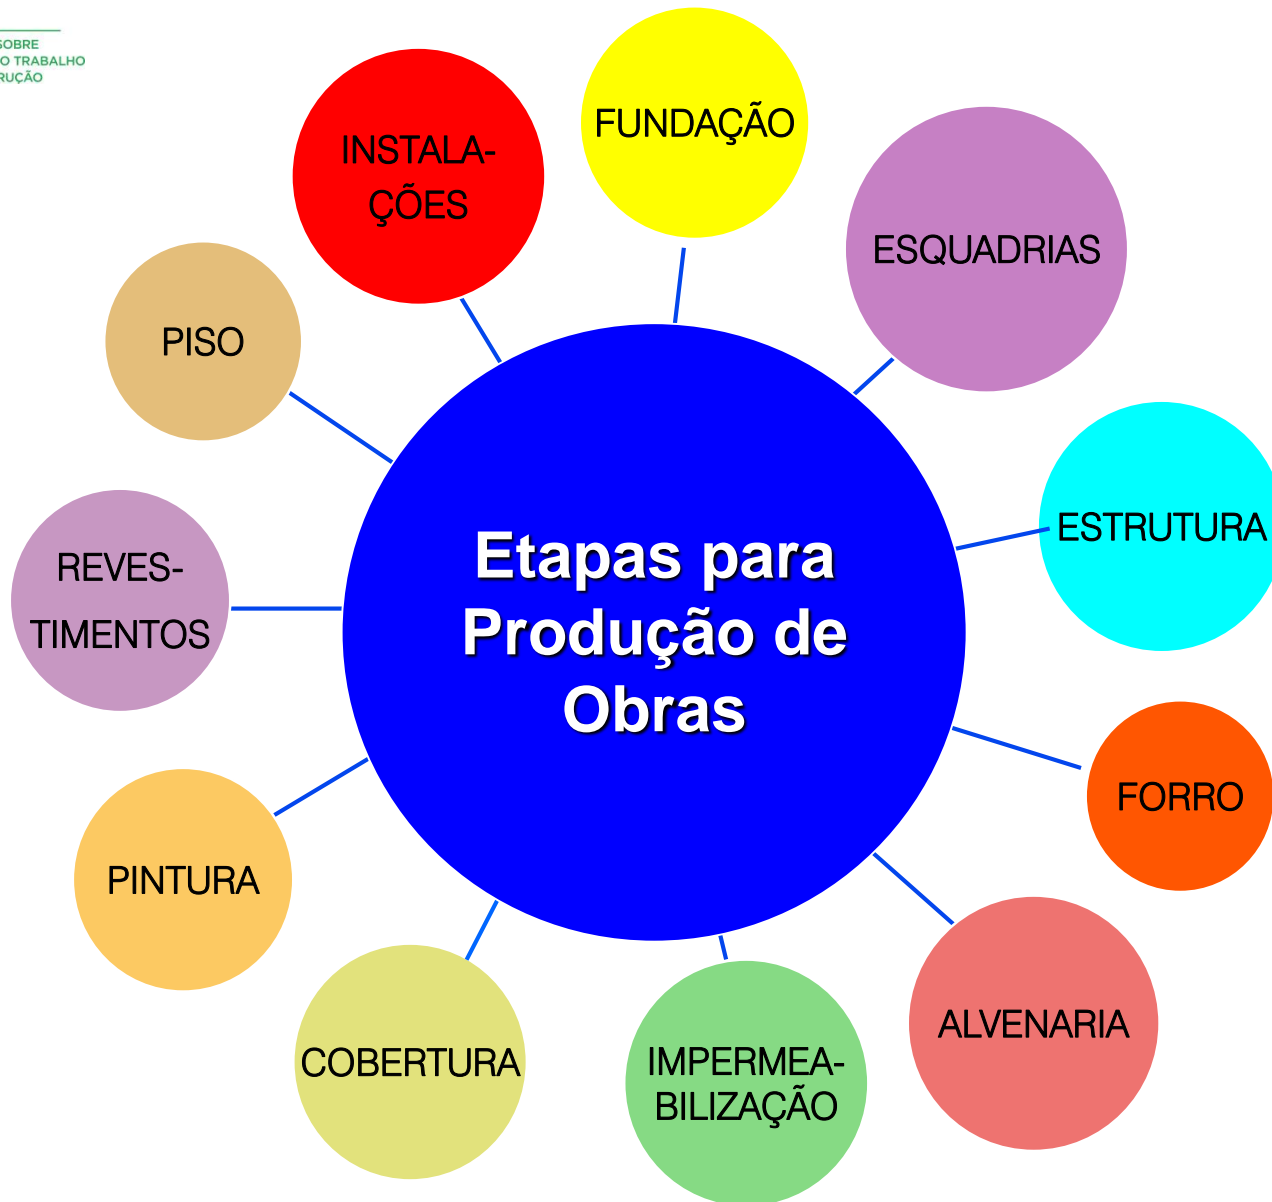 SOBRE
O TRABALHO
RUÇÃO
FUNDAÇÃO
INSTALA-
ÇÕES
ESQUADRIAS
PISO
ESTRUTURA
REVES-
TIMENTOS
Etapas para
Produção de
Obras
FORRO
PINTURA
ALVENARIA
COBERTURA
IMPERMEA-
BILIZAÇÃO